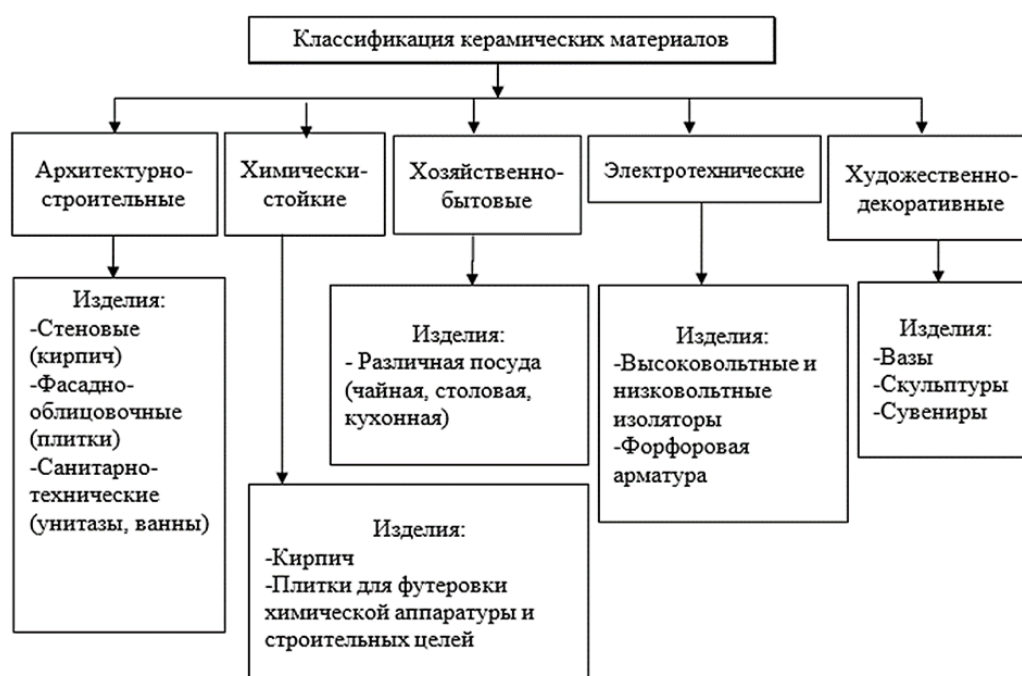 Классификация керамических материалов
Архитектурно-
строительные
Химически-
стойкие
Хозяйственно-
бытовые
Электротехнические
Художественно-
декоративные
Изделия:
-Стеновые
(кирпич)
-Фасадно-
облицовочные
(плитки)
-Санитарно-
технические
(унитазы, ванны)
Изделия:
-Кирпич
-Плитки для футеровки
химической аппаратуры и
строительных целей
Изделия:
- Различная посуда
(чайная, столовая,
кухонная)
Изделия:
-Высоковольтные и
низковольтные
изоляторы
-Форфоровая
арматура
Изделия:
-Вазы
-Скульптуры
-Сувениры